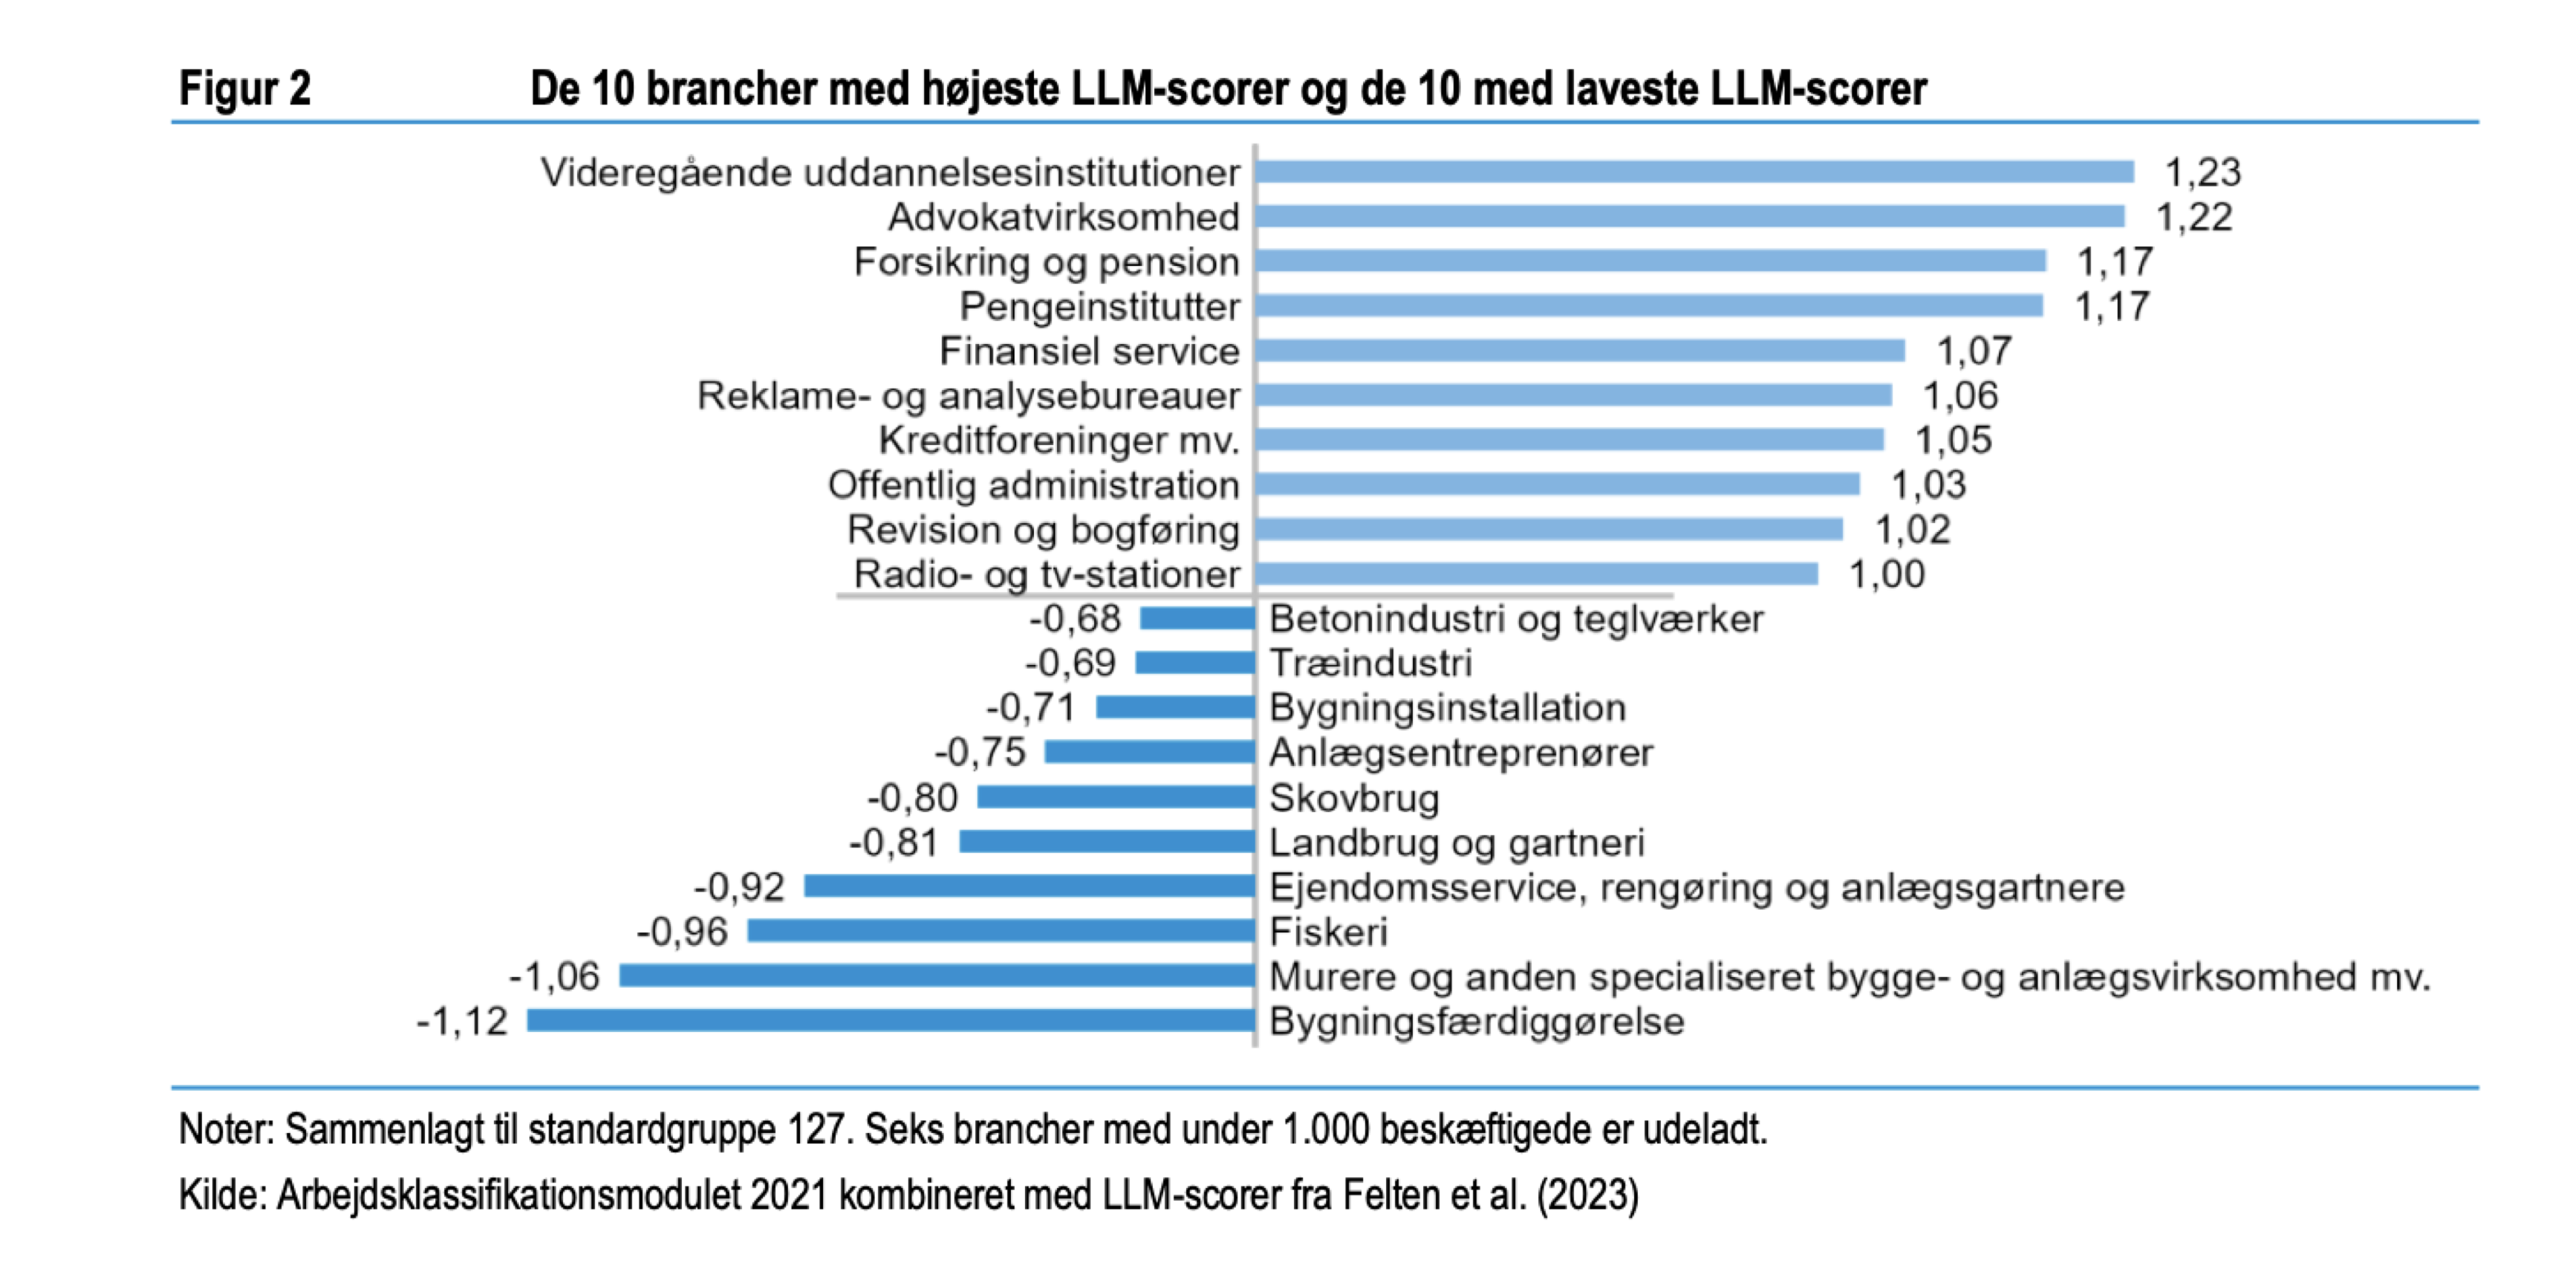 Figur 2 De 10 brancher med højeste LLM-scorer og de 10 med laveste LLM-scorer
Videregående uddannelsesinstitutioner 1,23
Advokatvirksomhed 1,22
Forsikring og pension 1,17
Pengeinstitutter 1,17
Finansiel service 1,07
Reklame- og analysebureauer 1,06
Kreditforeninger mv. 1,05
Offentlig administration 1,03
Revision og bogføring 1,02
Radio- og tv-stationer 1,00
-0,68 Betonindustri og teglværker
-0,69 Træindustri
-0,71 Bygningsinstallation
-0,75 Anlægsentreprenører
-0,80 Skovbrug
-0,81 Landbrug og gartneri
-0,92 Ejendomsservice, rengøring og anlægsgartnere
-0,96 Fiskeri
-1,06 Murere og anden specialiseret bygge- og anlægsvirksomhed mv.
-1,12 Bygningsfærdiggørelse
Noter: Sammenlagt til standardgruppe 127. Seks brancher med under 1.000 beskæftigede er udeladt.
Kilde: Arbejdsklassifikationsmodulet 2021 kombineret med LLM-scorer fra Felten et al. (2023)